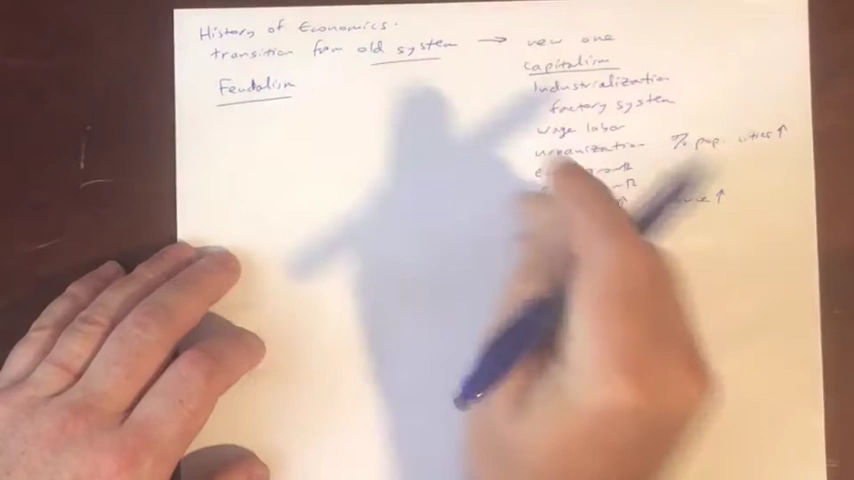 History of Economics.
transition from old system → new one
Feudalism
Capitalism
Industrialization
factory system
wage labor
urbanization % pop. cities ↑